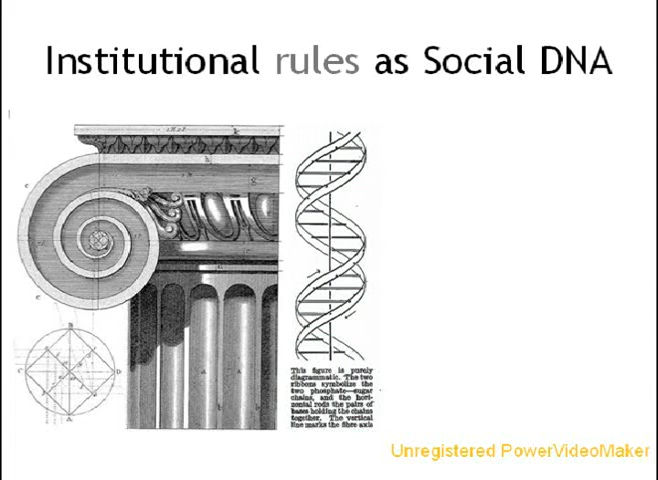 Institutional rules as Social DNA
This figure is purely
diagrammatic. The two
ribbons symbolize the
two phosphate—sugar
chains, and the hori-
zontal rods the pairs of
bases holding the chains
together. The vertical
line marks the fibre axis
Unregistered PowerVideoMaker